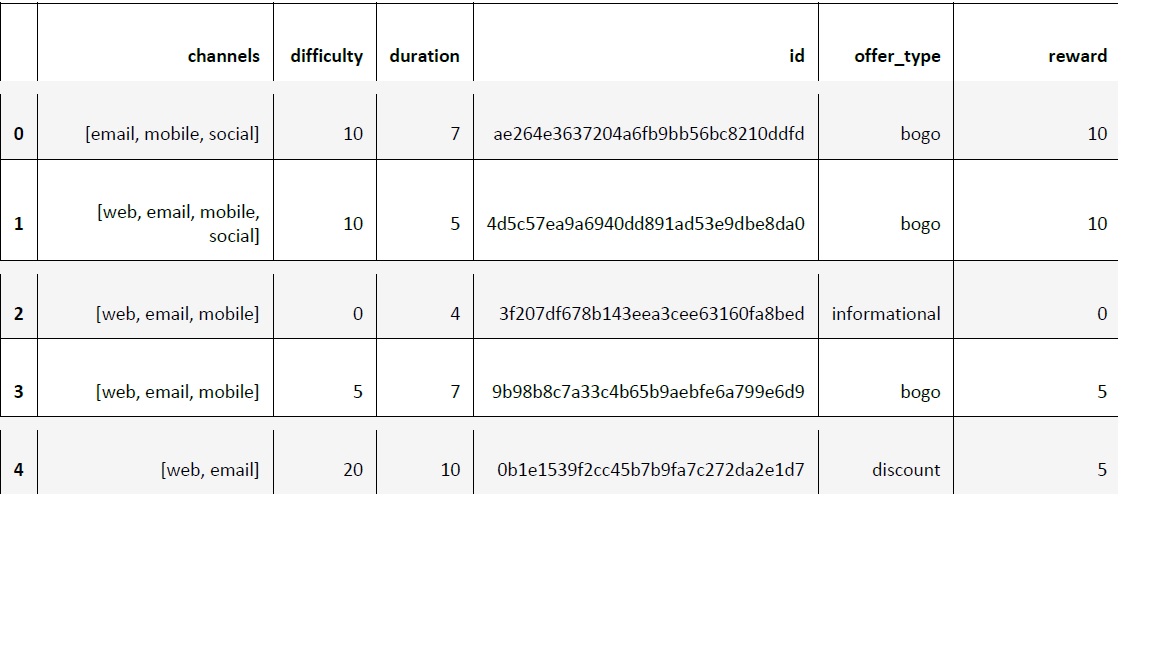 channels difficulty duration id offer_type reward
0 [email, mobile, social] 10 7 ae264e3637204a6fb9bb56bc8210ddfd bogo 10
[web, email, mobile,
1 10 5 4d5c57ea9a6940dd891ad53e9dbe8da0 bogo 10
social]
2 [web, email, mobile] 0 4 3f207df678b143eea3cee63160fa8bed informational 0
3 [web, email, mobile] 5 7 9b98b8c7a33c4b65b9aebfe6a799e6d9 bogo 5
4 [web, email] 20 10 0b1e1539f2cc45b7b9fa7c272da2e1d7 discount 5